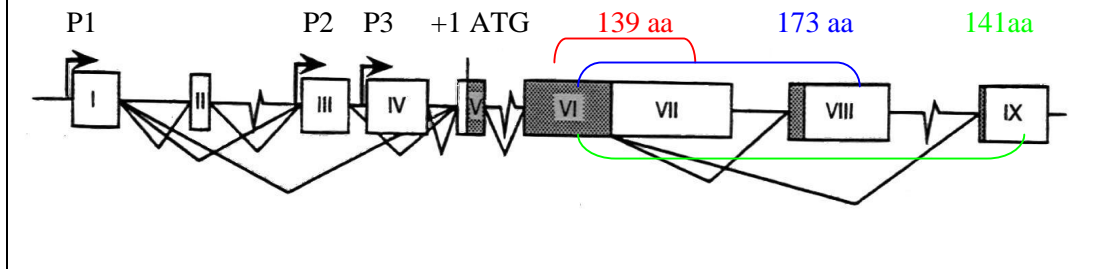 P1 P2 P3 +1 ATG 139 aa 173 aa 141aa
I II III IV V VI VII VIII IX